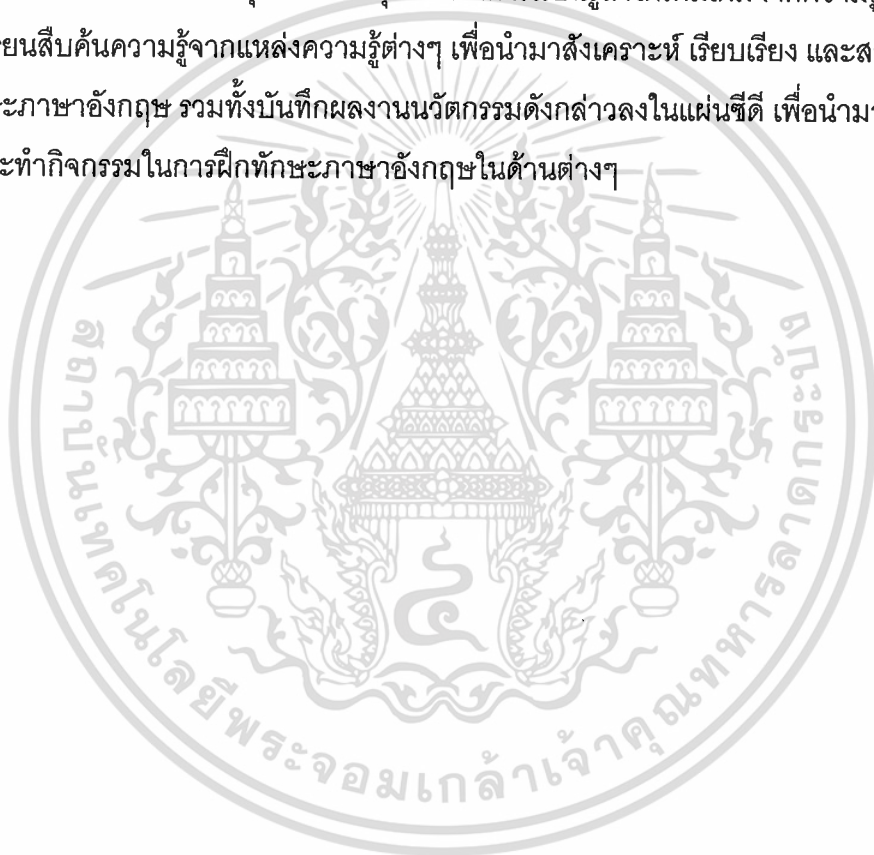 ยนสืบค้นความรู้จากแหล่งความรู้ต่างๆ เพื่อนำมาสังเคราะห์ เรียบเรียง และส
ะภาษาอังกฤษ รวมทั้งบันทึกผลงานนวัตกรรมดังกล่าวลงในแผ่นซีดี เพื่อนำมา
ะทำกิจกรรมในการฝึกทักษะภาษาอังกฤษในด้านต่างๆ
สถาบันเทคโนโลยีพระจอมเกล้าเจ้าคุณทหารลาดกระบัง
๔